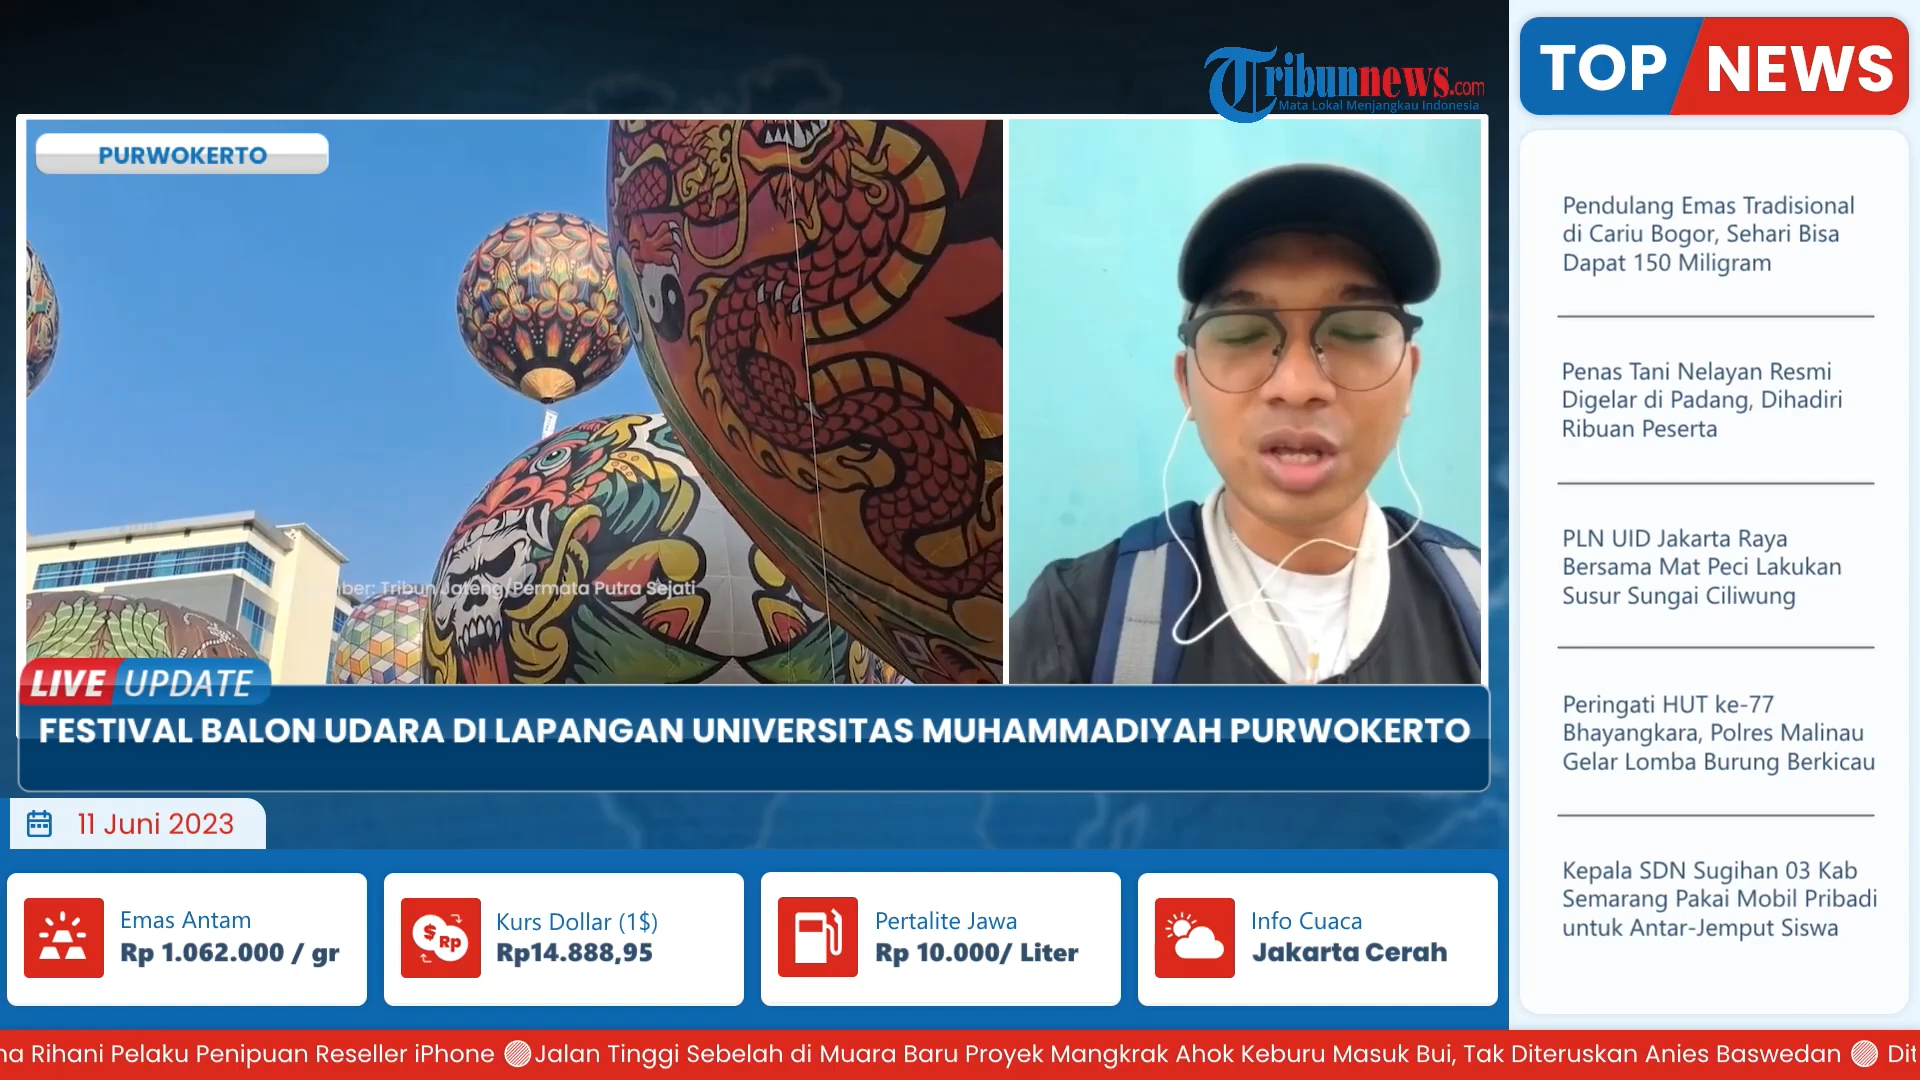 Tribunnews.com
Mata Lokal Menjangkau Indonesia
TOP NEWS
PURWOKERTO
Tribun Jateng/Permata Putra Sejati
LIVE UPDATE
FESTIVAL BALON UDARA DI LAPANGAN UNIVERSITAS MUHAMMADIYAH PURWOKERTO
11 Juni 2023
Emas Antam
Rp 1.062.000 / gr
Kurs Dollar (1$)
Rp14.888,95
Pertalite Jawa
Rp 10.000/ Liter
Info Cuaca
Jakarta Cerah
Pendulang Emas Tradisional
di Cariu Bogor, Sehari Bisa
Dapat 150 Miligram
Penas Tani Nelayan Resmi
Digelar di Padang, Dihadiri
Ribuan Peserta
PLN UID Jakarta Raya
Bersama Mat Peci Lakukan
Susur Sungai Ciliwung
Peringati HUT ke-77
Bhayangkara, Polres Malinau
Gelar Lomba Burung Berkicau
Kepala SDN Sugihan 03 Kab
Semarang Pakai Mobil Pribadi
untuk Antar-Jemput Siswa
Rihani Pelaku Penipuan Reseller iPhone Jalan Tinggi Sebelah di Muara Baru Proyek Mangkrak Ahok Keburu Masuk Bui, Tak Diteruskan Anies Baswedan